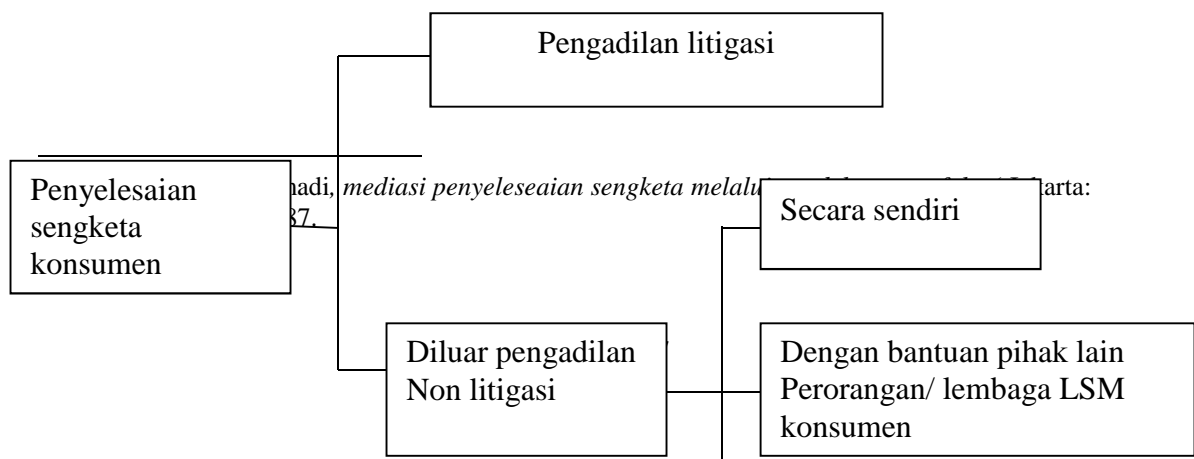 Pengadilan litigasi
Penyelesaian
sengketa
konsumen
mediasi penyeleseaian sengketa
87.
Secara sendiri
Diluar pengadilan
Non litigasi
Dengan bantuan pihak lain
Perorangan/ lembaga LSM
konsumen